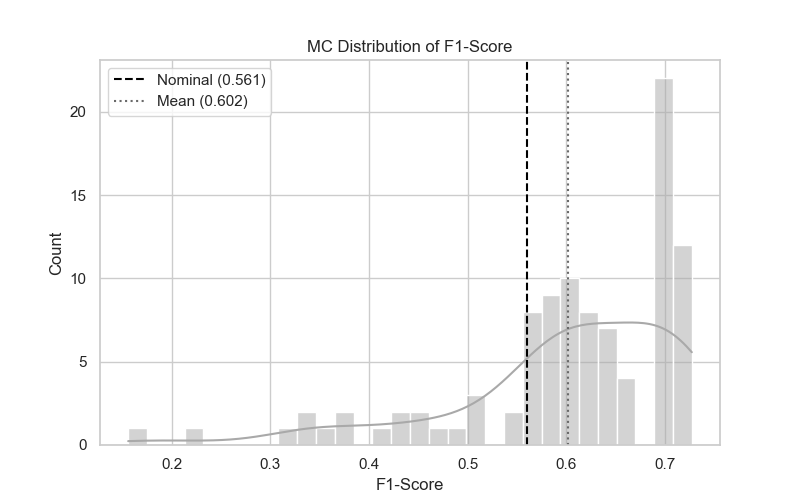 MC Distribution of F1-Score
Nominal (0.561)
Mean (0.602)
Count
20
15
10
5
0
0.2 0.3 0.4 0.5 0.6 0.7
F1-Score